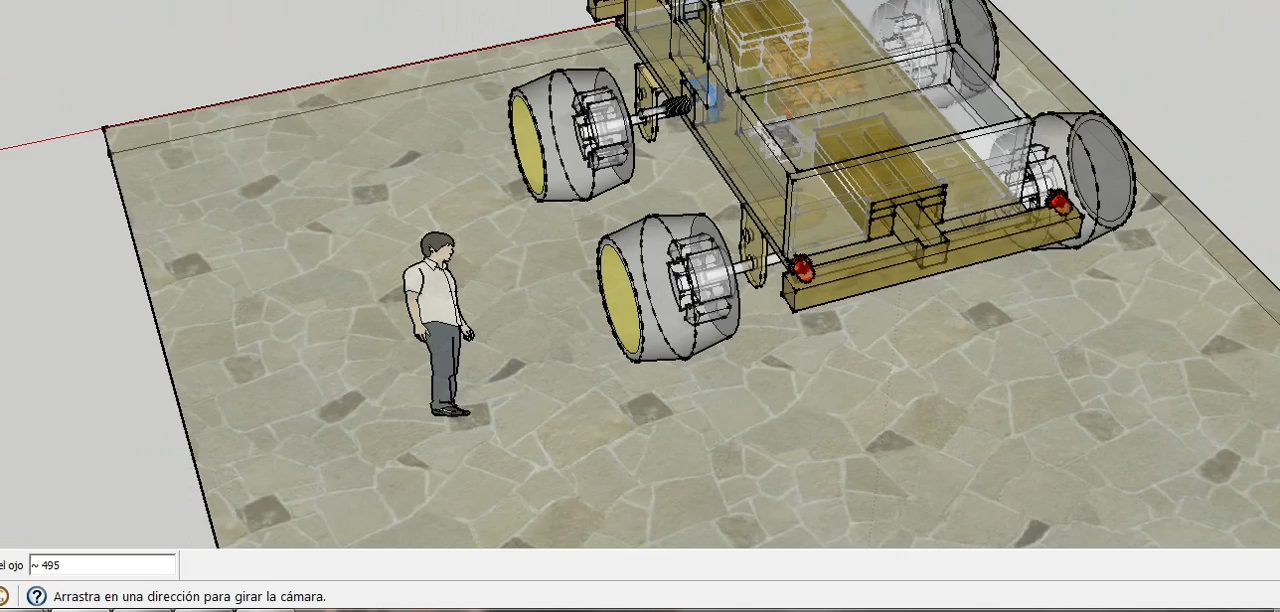 el ojo ~ 495
Arrastra en una dirección para girar la cámara.